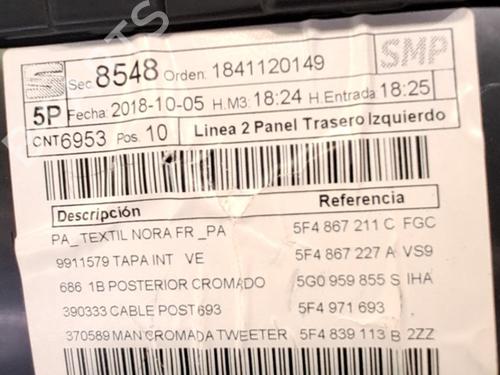 Sec. 8548 Orden. 1841120149 SMP
5P Fecha: 2018-10-05 H.M3: 18:24 H.Entrada: 18:25
CNT 6953 Pos. 10 Linea 2 Panel Trasero Izquierdo
Descripción Referencia
PA_TEXTIL NORA FR _PA 5F4 867 211 C FGC
9911579 TAPA INT VE 5F4 867 227 A VS9
686 1B POSTERIOR CROMADO 5G0 959 855 S IHA
390333 CABLE POST 693 5F4 971 693
370589 MAN CROMADA TWEETER 5F4 839 113 B 2ZZ